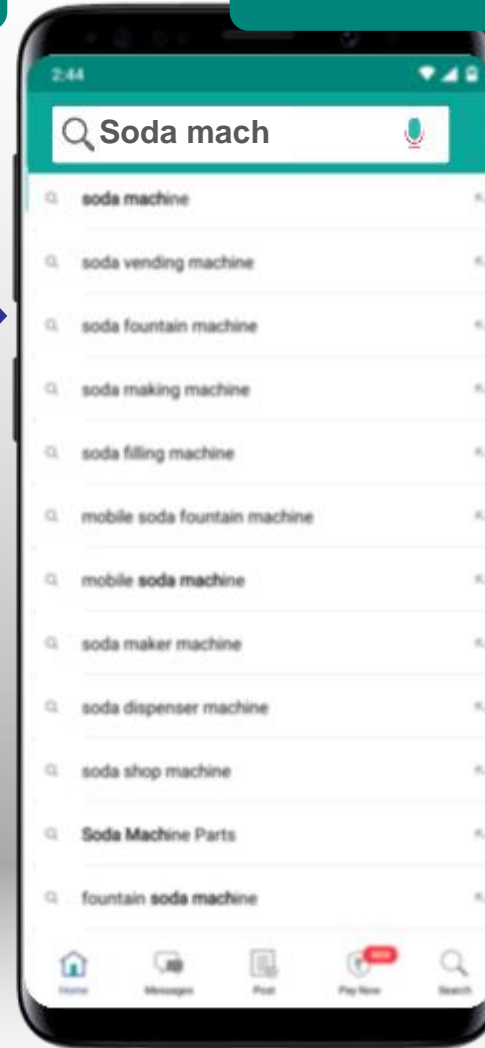 2:44
Soda mach
soda machine
soda vending machine
soda fountain machine
soda making machine
soda filling machine
mobile soda fountain machine
mobile soda machine
soda maker machine
soda dispenser machine
soda shop machine
Soda Machine Parts
fountain soda machine
Home
Messages
Post
Pay Now
Search